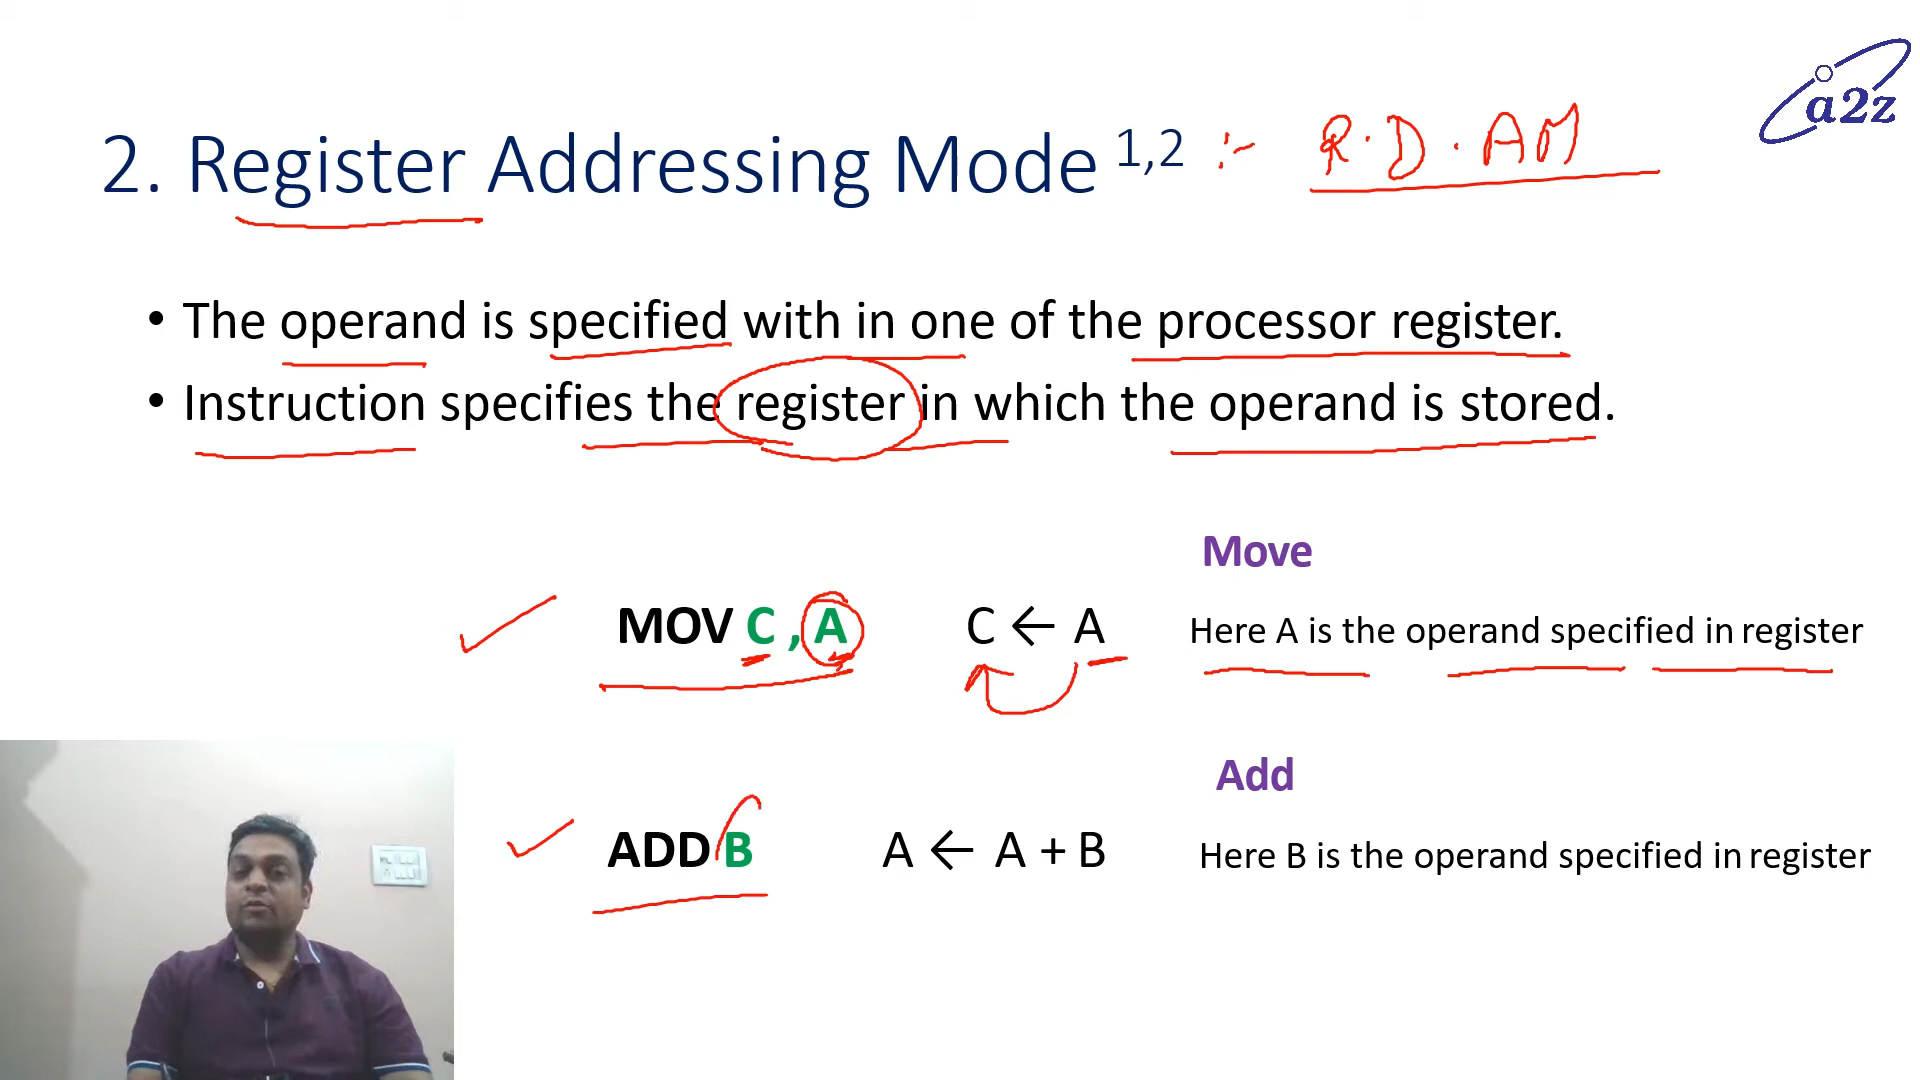 a2z
2. Register Addressing Mode 1,2 :- R.D.AM
• The operand is specified with in one of the processor register.
• Instruction specifies the register in which the operand is stored.
Move
MOV C , A C ← A Here A is the operand specified in register
Add
ADD B A ← A + B Here B is the operand specified in register